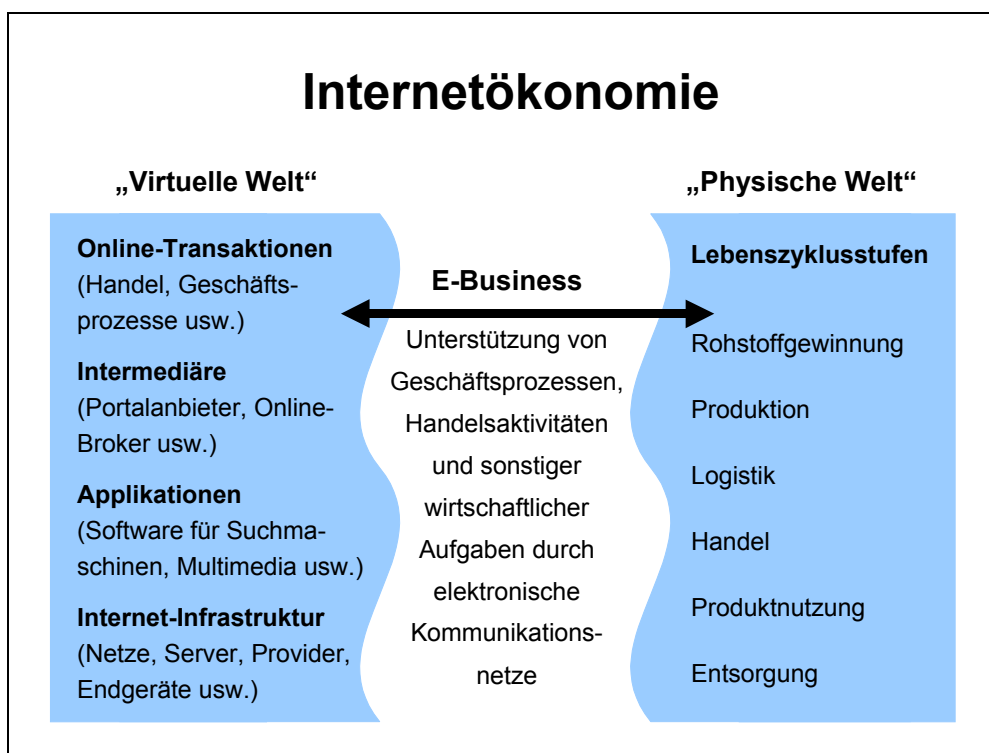 Internetökonomie
„Virtuelle Welt“
Online-Transaktionen
(Handel, Geschäfts-
prozesse usw.)
Intermediäre
(Portalanbieter, Online-
Broker usw.)
Applikationen
(Software für Suchma-
schinen, Multimedia usw.)
Internet-Infrastruktur
(Netze, Server, Provider,
Endgeräte usw.)
E-Business
Unterstützung von
Geschäftsprozessen,
Handelsaktivitäten
und sonstiger
wirtschaftlicher
Aufgaben durch
elektronische
Kommunikations-
netze
„Physische Welt“
Lebenszyklusstufen
Rohstoffgewinnung
Produktion
Logistik
Handel
Produktnutzung
Entsorgung